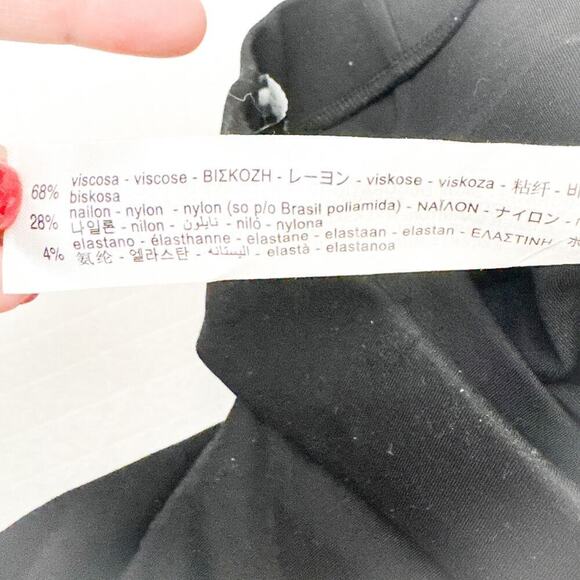 68% viscosa - viscose - ΒΙΣΚΟΖΗ - レーヨン - viskose - viskoza - 粘纤 -
biskosa
28% nailon - nylon - nylon (so p/o Brasil poliamida) - ΝΑΪΛΟΝ - ナイロン -
나일론 - nilon - نايلون - niló - nylona
4% elastano - élasthanne - elastane - elastaan - elastan - ΕΛΑΣΤΙΝΗ -
氨纶 - 엘라스탄 - اليستانه - elastà - elastanoa